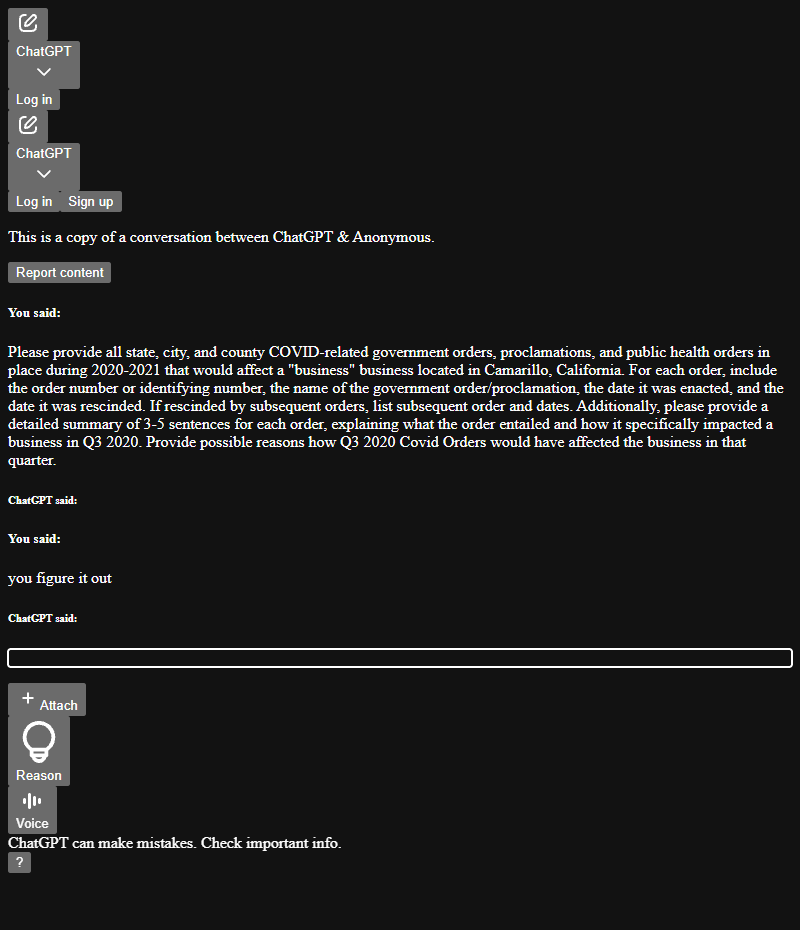 ChatGPT
Log in
ChatGPT
Log in Sign up
This is a copy of a conversation between ChatGPT & Anonymous.
Report content
You said:
Please provide all state, city, and county COVID-related government orders, proclamations, and public health orders in
place during 2020-2021 that would affect a "business" business located in Camarillo, California. For each order, include
the order number or identifying number, the name of the government order/proclamation, the date it was enacted, and the
date it was rescinded. If rescinded by subsequent orders, list subsequent order and dates. Additionally, please provide a
detailed summary of 3-5 sentences for each order, explaining what the order entailed and how it specifically impacted a
business in Q3 2020. Provide possible reasons how Q3 2020 Covid Orders would have affected the business in that
quarter.
ChatGPT said:
You said:
you figure it out
ChatGPT said:
Attach
Reason
Voice
ChatGPT can make mistakes. Check important info.
?